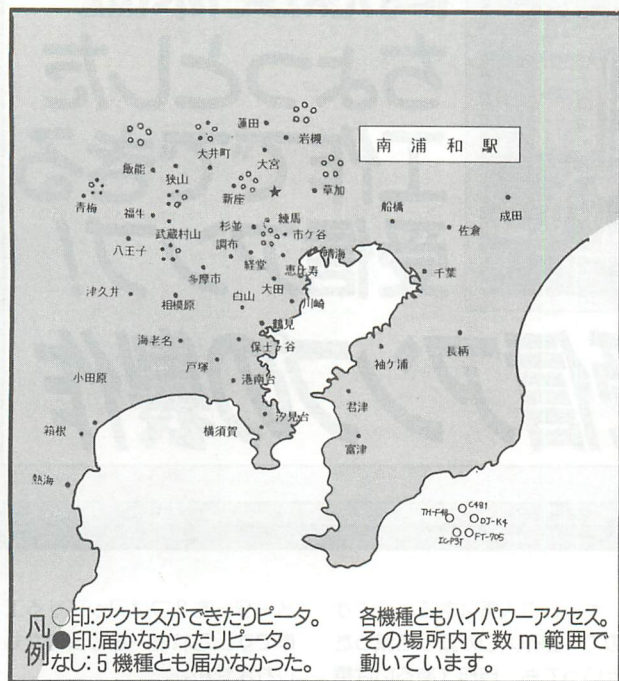 南浦和駅
蓮田
岩槻
大井町
大宮
飯能
狭山
新座
草加
青梅
福生
練馬
船橋
成田
武蔵村山
杉並
市ケ谷
佐倉
八王子
調布
経堂
晴海
恵比寿
千葉
多摩市
大田
津久井
相模原
白山
川崎
鶴見
海老名
保土ヶ谷
袖ケ浦
長柄
戸塚
小田原
港南台
君津
箱根
汐見台
横須賀
富津
熱海
C481
TH-F48
DJ-K4
IC-P3T
FT-705
凡例
○印:アクセスができたリピータ。
●印:届かなかったリピータ。
なし:5機種とも届かなかった。
各機種ともハイパワーアクセス。
その場所内で数m範囲で
動いています。